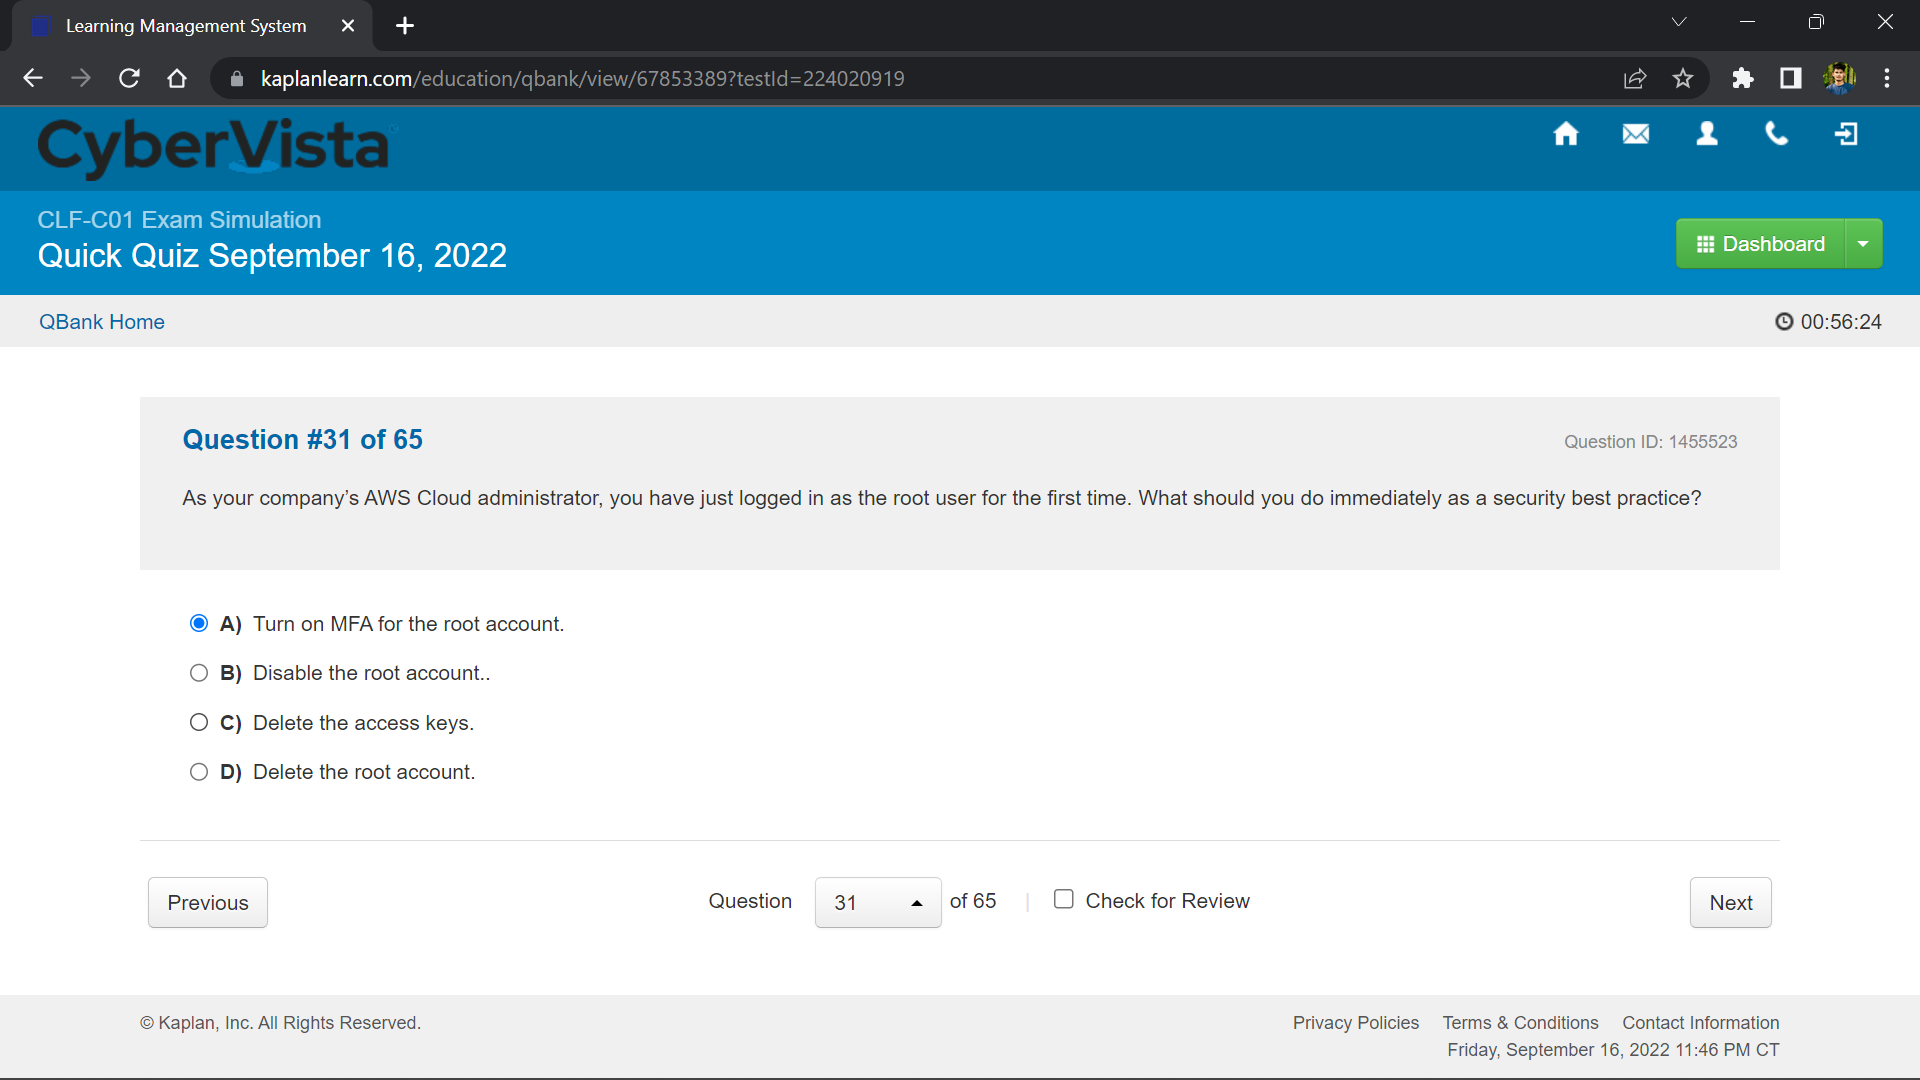 Learning Management System
kaplanlearn.com/education/qbank/view/67853389?testId=224020919
CyberVista
CLF-C01 Exam Simulation
Quick Quiz September 16, 2022
Dashboard
QBank Home
00:56:24
Question #31 of 65
Question ID: 1455523
As your company’s AWS Cloud administrator, you have just logged in as the root user for the first time. What should you do immediately as a security best practice?
A) Turn on MFA for the root account.
B) Disable the root account..
C) Delete the access keys.
D) Delete the root account.
Previous
Question 31 of 65 | Check for Review
Next
© Kaplan, Inc. All Rights Reserved.
Privacy Policies Terms & Conditions Contact Information
Friday, September 16, 2022 11:46 PM CT